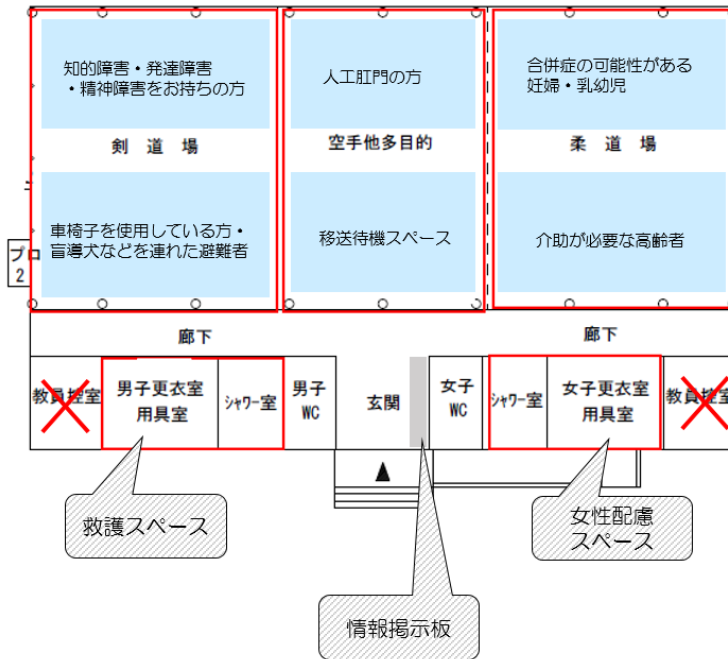 知的障害・発達障害
・精神障害をお持ちの方
人工肛門の方
合併症の可能性がある
妊婦・乳幼児
剣道場
空手他多目的
柔道場
車椅子を使用している方・
盲導犬などを連れた避難者
移送待機スペース
介助が必要な高齢者
プロ
2
廊下
廊下
教員控室
男子更衣室
用具室
シャワー室
男子
WC
玄関
女子
WC
シャワー室
女子更衣室
用具室
教員控室
救護スペース
女性配慮
スペース
情報掲示板